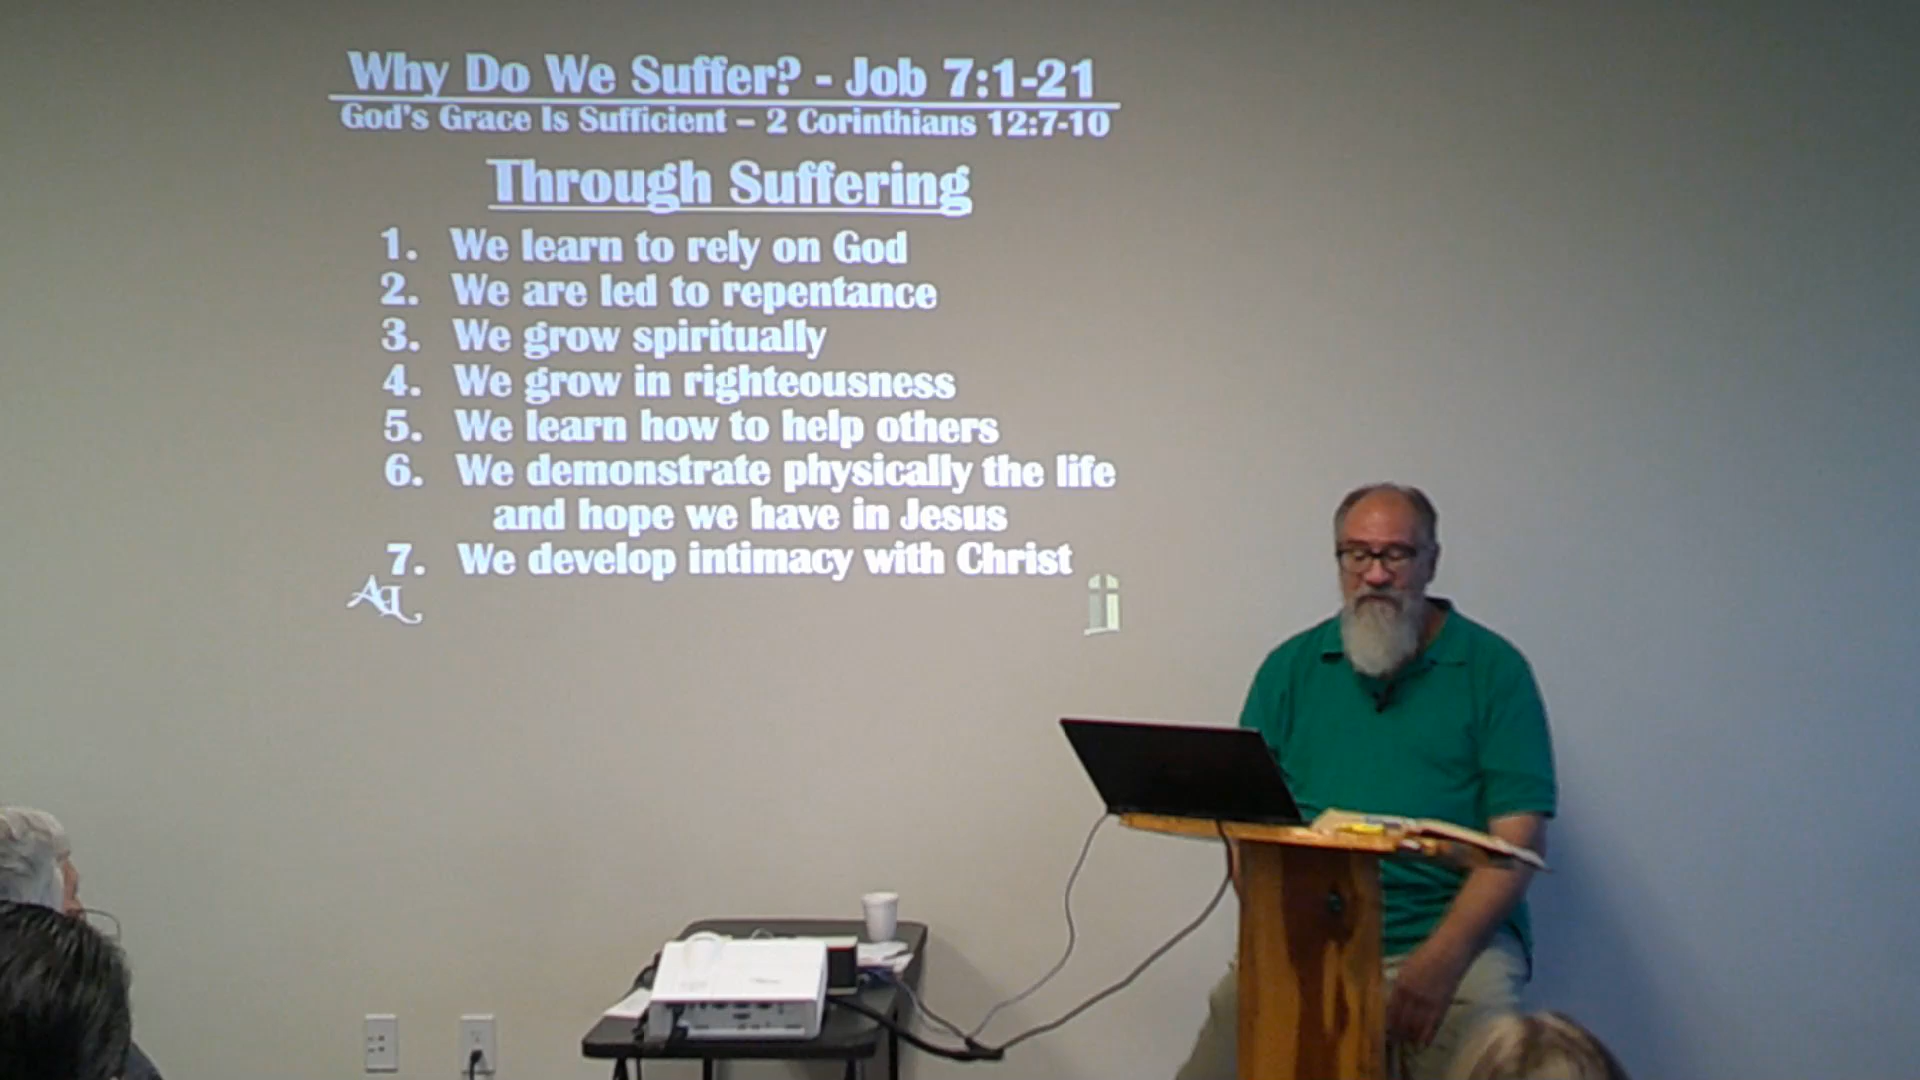 Why Do We Suffer? - Job 7:1-21
God's Grace Is Sufficient – 2 Corinthians 12:7-10
Through Suffering
1. We learn to rely on God
2. We are led to repentance
3. We grow spiritually
4. We grow in righteousness
5. We learn how to help others
6. We demonstrate physically the life
and hope we have in Jesus
7. We develop intimacy with Christ